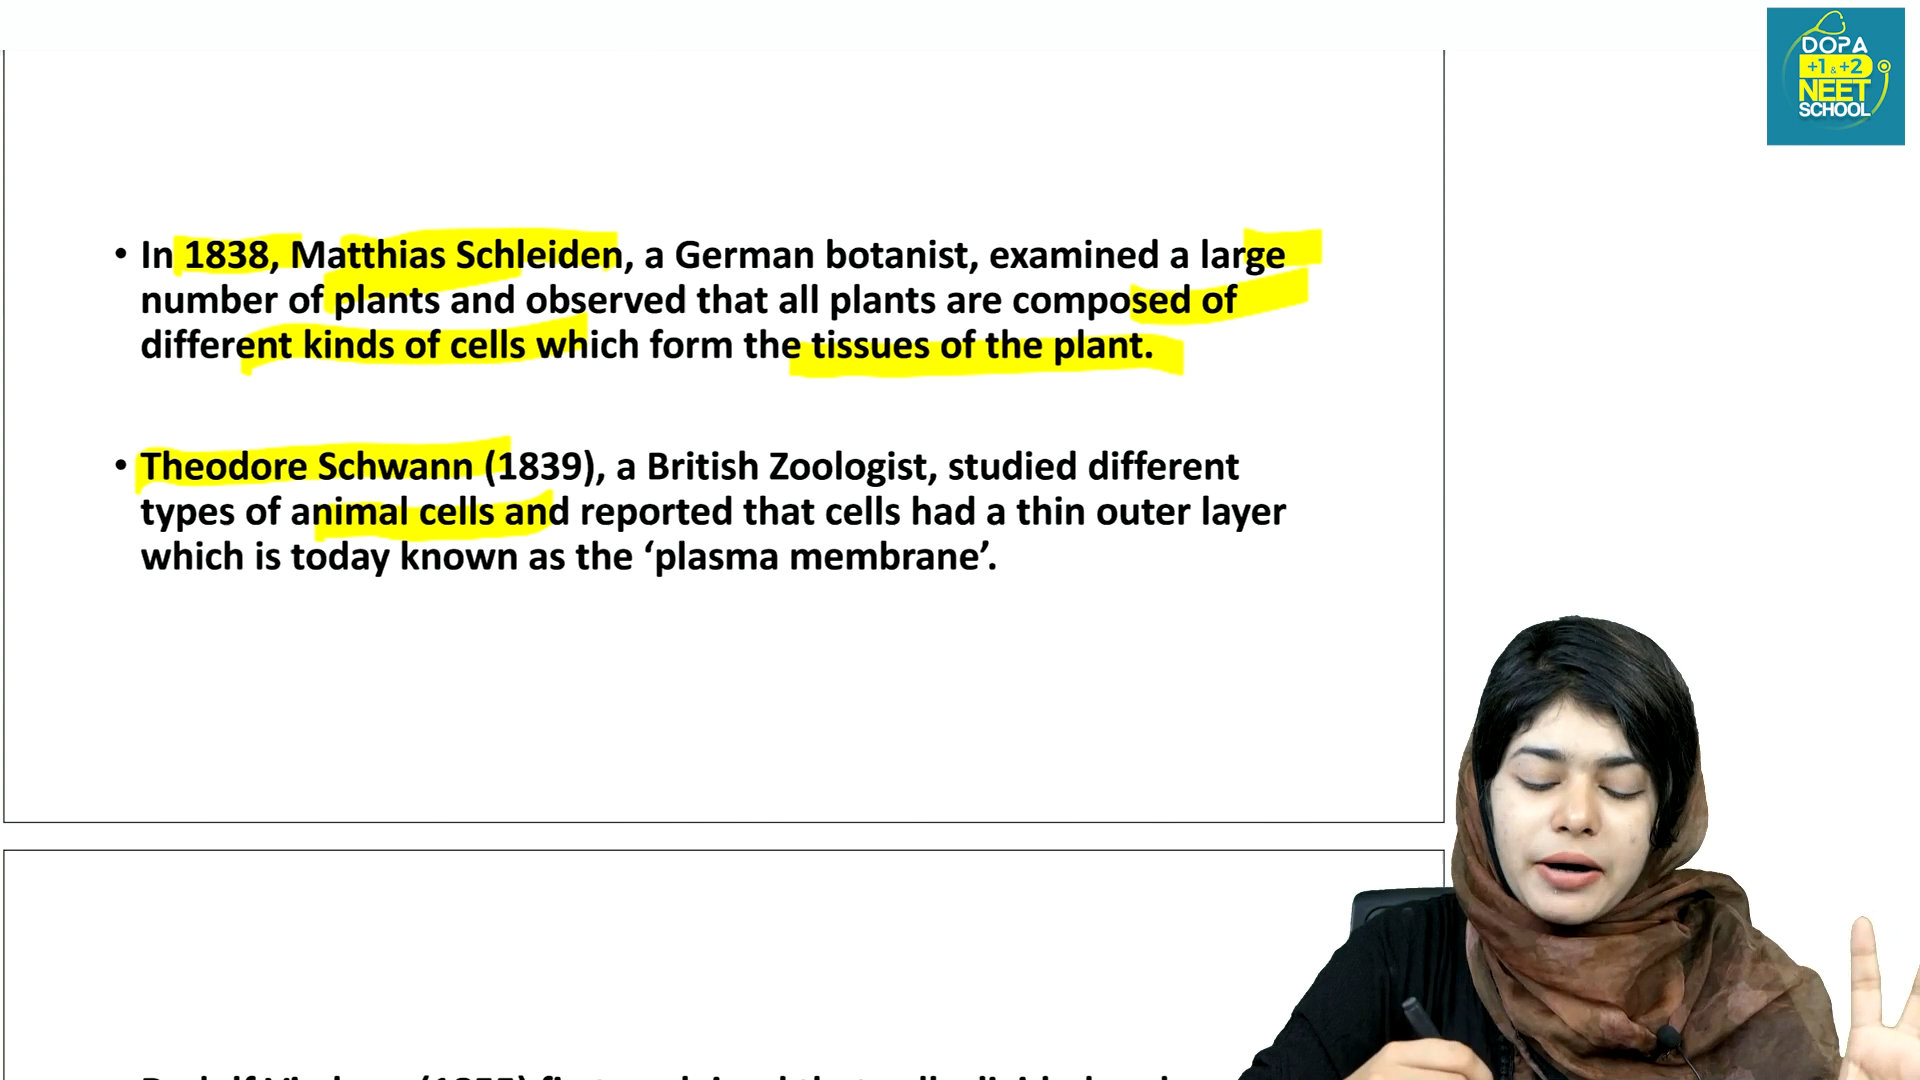 DOPA
+1 & +2
NEET
SCHOOL
• In 1838, Matthias Schleiden, a German botanist, examined a large
number of plants and observed that all plants are composed of
different kinds of cells which form the tissues of the plant.
• Theodore Schwann (1839), a British Zoologist, studied different
types of animal cells and reported that cells had a thin outer layer
which is today known as the ‘plasma membrane’.